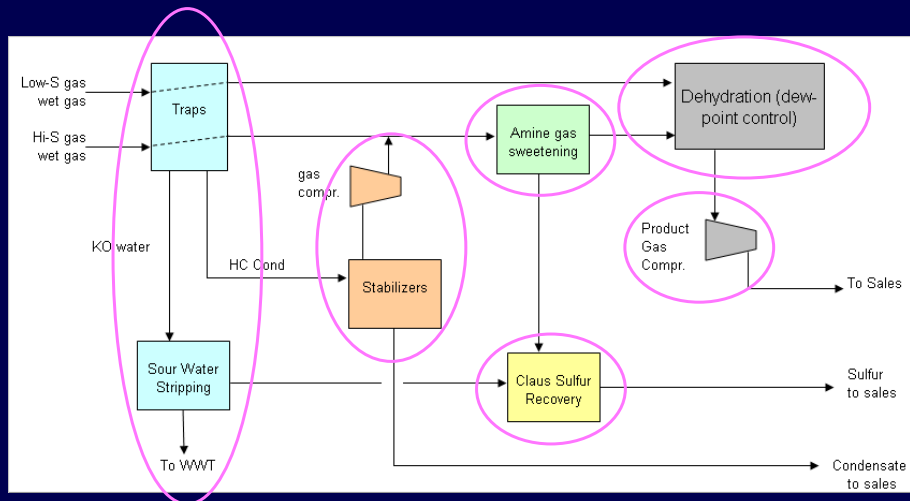 Low-S gas
wet gas
Hi-S gas
wet gas
Traps
Dehydration (dew-
point control)
Amine gas
sweetening
gas
compr.
Product
Gas
Compr.
KO water
HC Cond
Stabilizers
To Sales
Sour Water
Stripping
Claus Sulfur
Recovery
Sulfur
to sales
To WWT
Condensate
to sales